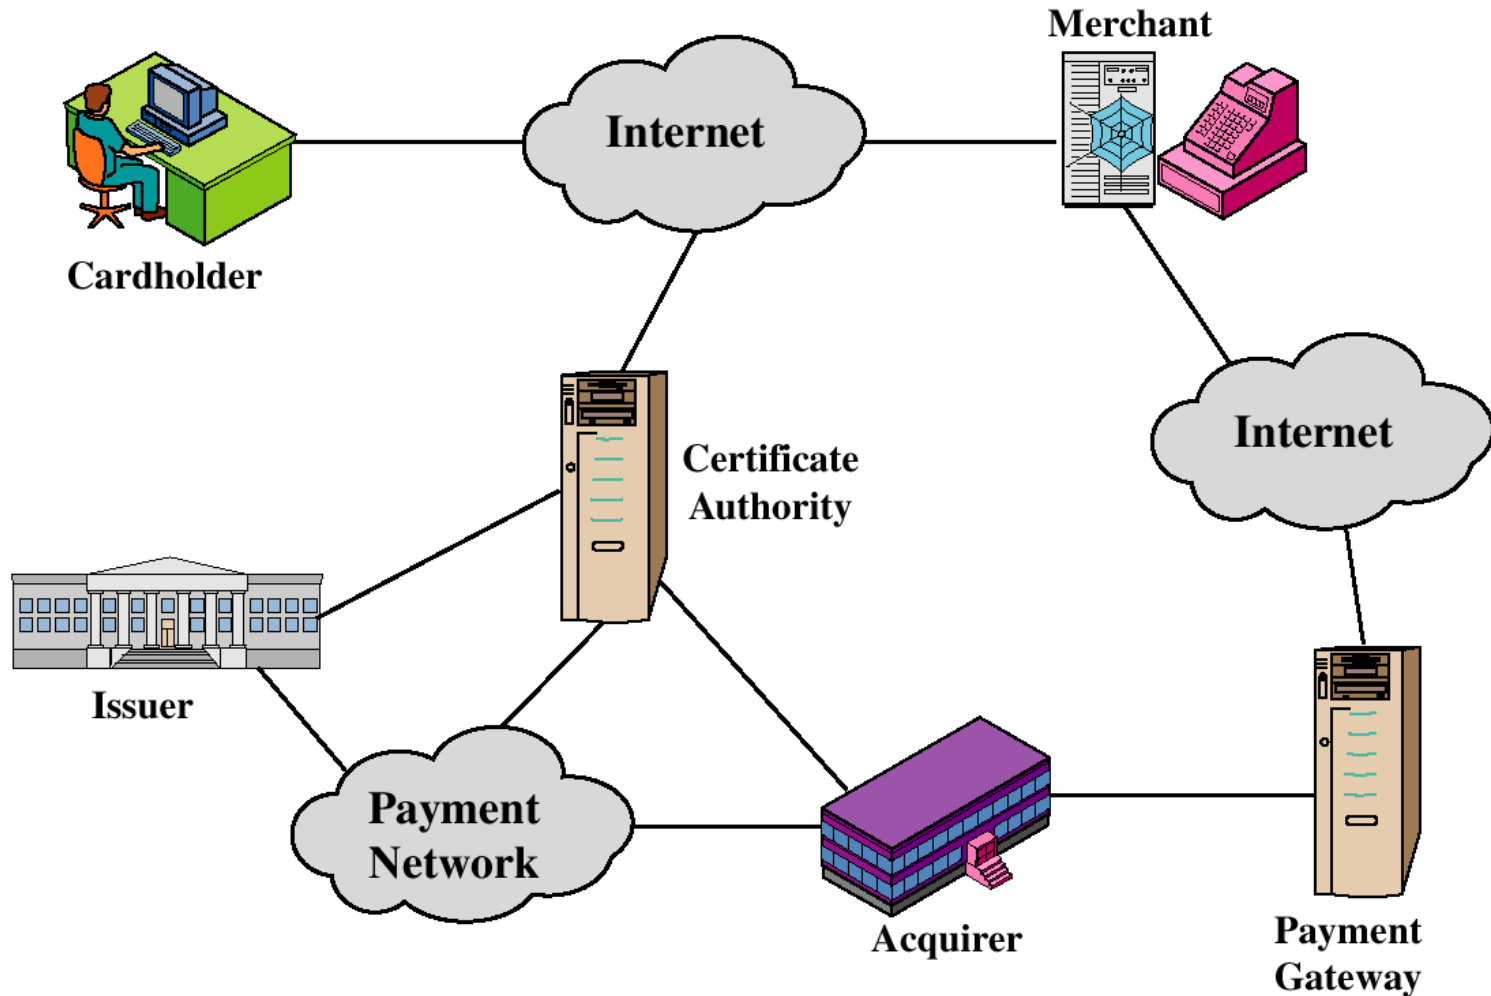 Merchant
Internet
Cardholder
Internet
Certificate
Authority
Issuer
Payment
Network
Acquirer
Payment
Gateway